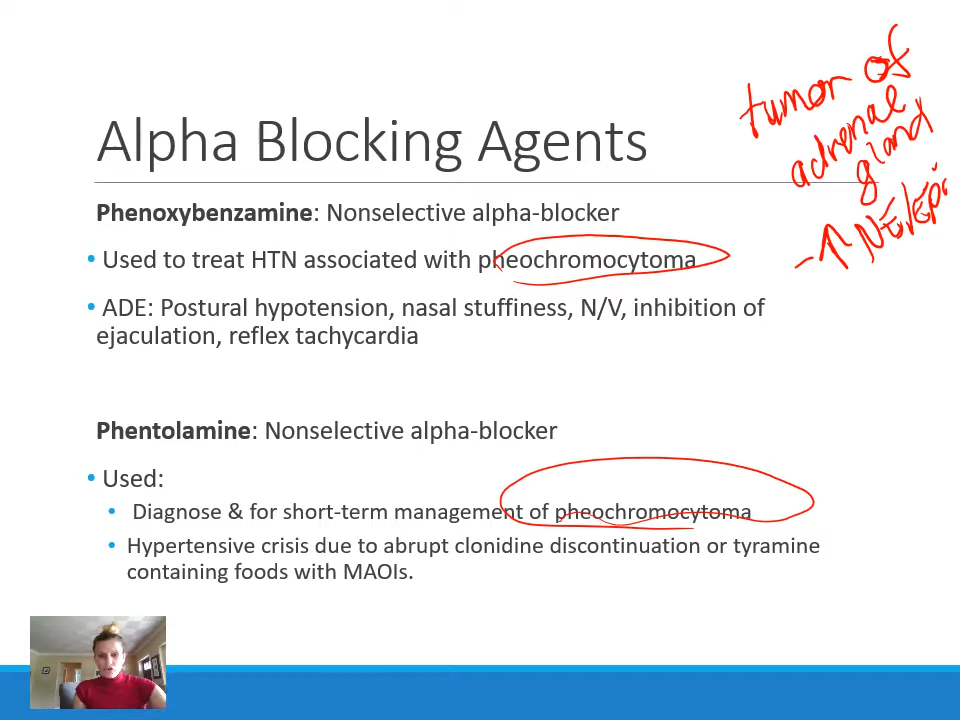 Alpha Blocking Agents
tumor of
adrenal
gland
- ↑ NE/Epi
Phenoxybenzamine: Nonselective alpha-blocker
• Used to treat HTN associated with pheochromocytoma
• ADE: Postural hypotension, nasal stuffiness, N/V, inhibition of
ejaculation, reflex tachycardia
Phentolamine: Nonselective alpha-blocker
• Used:
• Diagnose & for short-term management of pheochromocytoma
• Hypertensive crisis due to abrupt clonidine discontinuation or tyramine
containing foods with MAOIs.